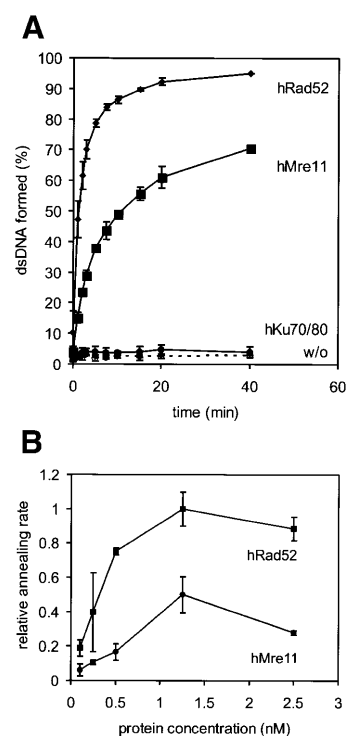 A
100
90
80
70
60
50
40
30
20
10
0
dsDNA formed (%)
hRad52
hMre11
hKu70/80
w/o
0 20 40 60
time (min)
B
1.2
1
0.8
0.6
0.4
0.2
0
relative annealing rate
hRad52
hMre11
0 0.5 1 1.5 2 2.5 3
protein concentration (nM)